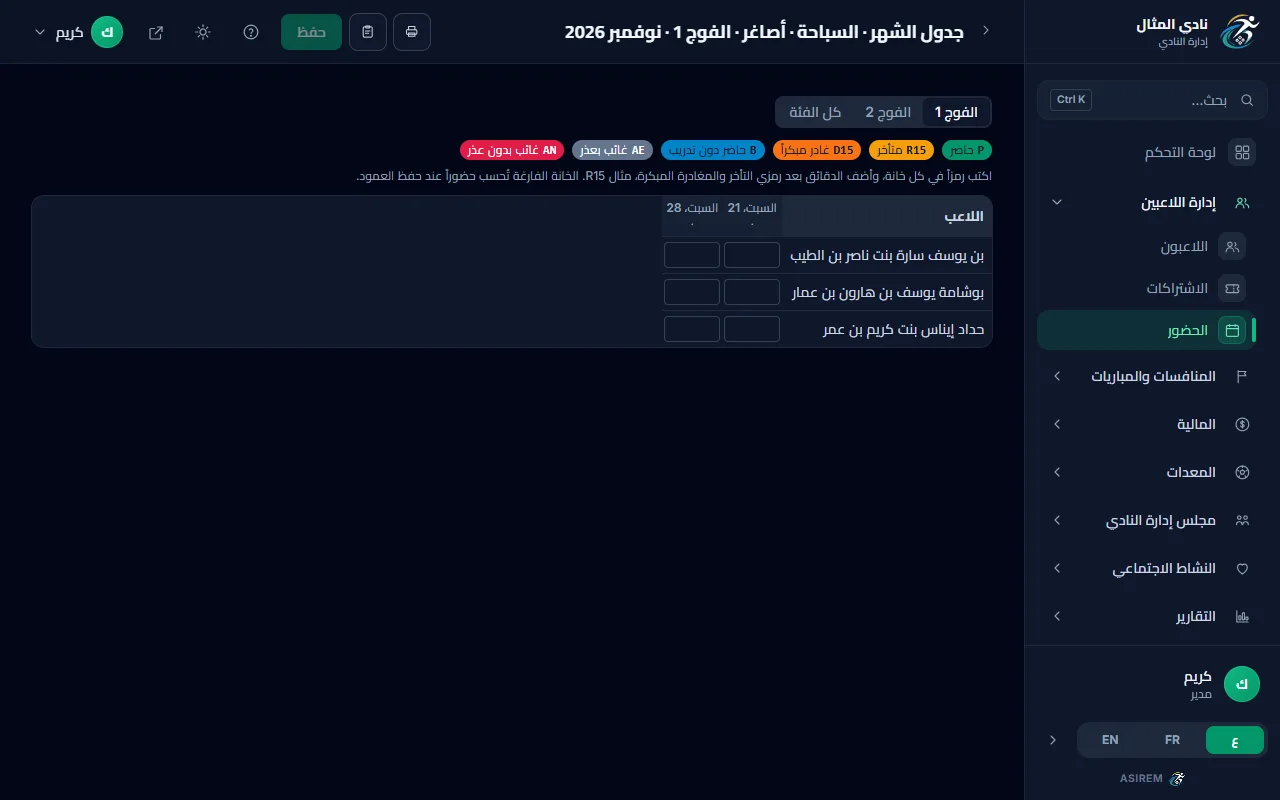 نادي المثال
إدارة النادي
بحث...
Ctrl K
لوحة التحكم
إدارة اللاعبين
اللاعبون
الاشتراكات
الحضور
المنافسات والمباريات
المالية
المعدات
مجلس إدارة النادي
النشاط الاجتماعي
التقارير
ك
كريم
مدير
ع
FR
EN
ASIREM
جدول الشهر · السباحة · أصاغر · الفوج 1 · نوفمبر 2026
حفظ
ك
كريم
الفوج 1
الفوج 2
كل الفئة
P حاضر
R15 متأخر
D15 غادر مبكراً
B حاضر دون تدريب
AE غائب بعذر
AN غائب بدون عذر
اكتب رمزاً في كل خانة، وأضف الدقائق بعد رمزي التأخر والمغادرة المبكرة، مثال R15. الخانة الفارغة تُحسب حضوراً عند حفظ العمود.
اللاعب
السبت، 21
·
السبت، 28
·
بن يوسف سارة بنت ناصر بن الطيب
بوشامة يوسف بن هارون بن عمار
حداد إيناس بنت كريم بن عمر